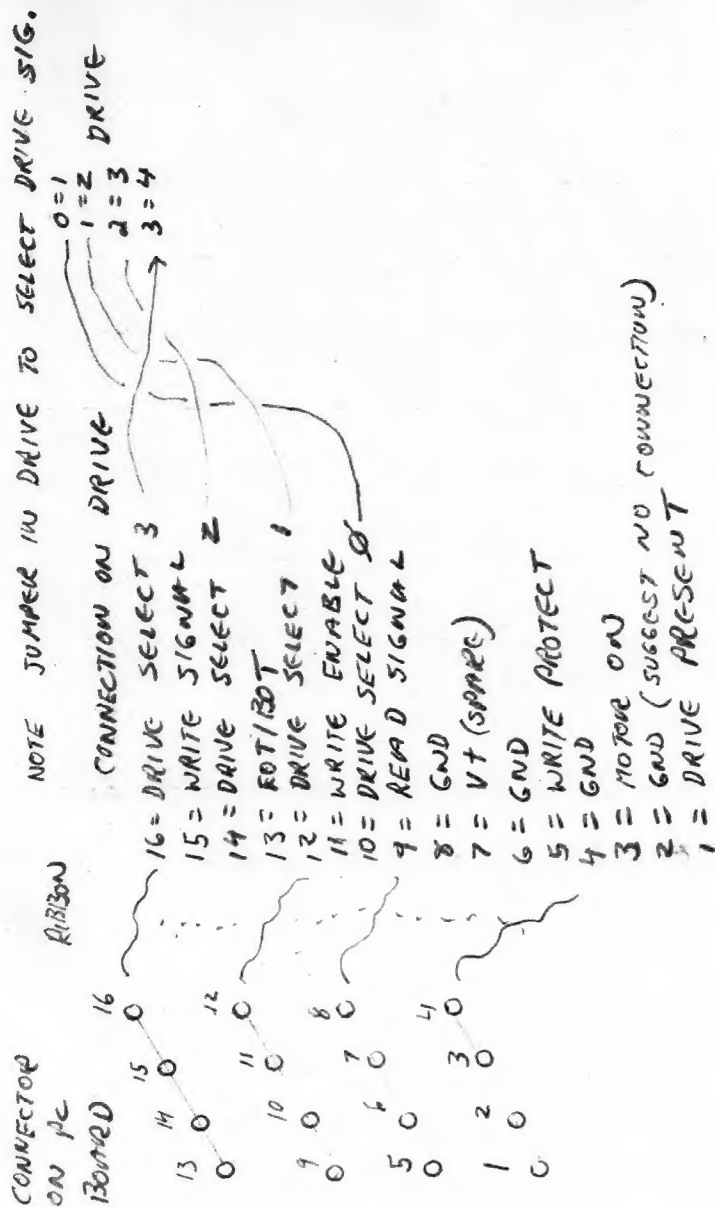 NOTE JUMPER IN DRIVE TO SELECT DRIVE SIG.
CONNECTOR
ON PC
BOARD
RIBBON
CONNECTION ON DRIVE
0=1
1=2
2=3
3=4
DRIVE
16 = DRIVE SELECT 3
15 = WRITE SIGNAL
14 = DRIVE SELECT 2
13 = EOT/BOT
12 = DRIVE SELECT 1
11 = WRITE ENABLE
10 = DRIVE SELECT Ø
9 = READ SIGNAL
8 = GND
7 = V+ (SPARE)
6 = GND
5 = WRITE PROTECT
4 = GND
3 = MOTOR ON
2 = GND (SUGGEST NO CONNECTION)
1 = DRIVE PRESENT
13 14 15 16
9 10 11 12
5 6 7 8
1 2 3 4